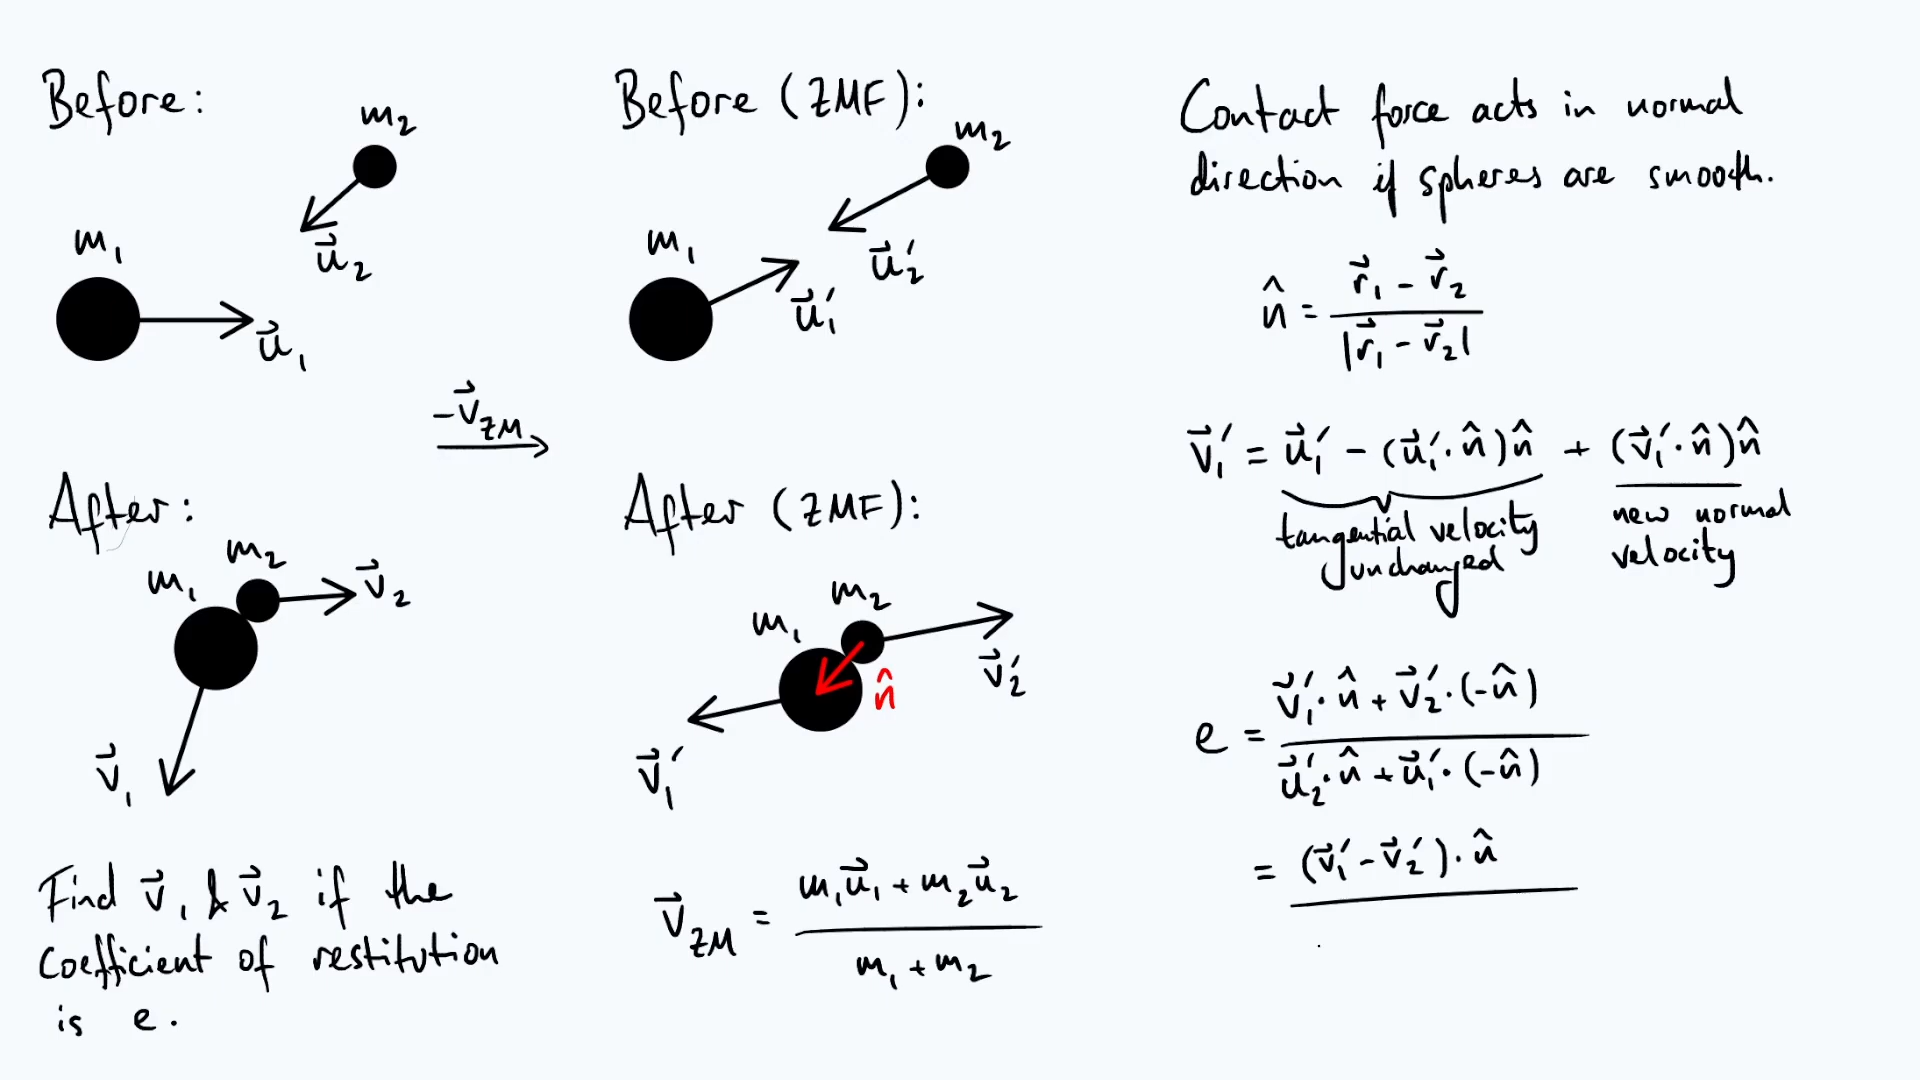 Before:
m₂
u⃗₂
m₁
u⃗₁
-v⃗_ZM
After:
m₂
m₁
v⃗₂
v⃗₁
Find v⃗₁ & v⃗₂ if the
coefficient of restitution
is e.
Before (ZMF):
m₂
m₁
u⃗₂′
u⃗₁′
After (ZMF):
m₂
m₁
n̂
v⃗₂′
v⃗₁′
v⃗_ZM = (m₁u⃗₁ + m₂u⃗₂) / (m₁ + m₂)
Contact force acts in normal
direction if spheres are smooth.
n̂ = (r⃗₁ - r⃗₂) / |r⃗₁ - r⃗₂|
v⃗₁′ = u⃗₁′ - (u⃗₁′·n̂)n̂ + (v⃗₁′·n̂)n̂
tangential velocity
unchanged
new normal
velocity
e = (v⃗₁′·n̂ + v⃗₂′·(-n̂)) / (u⃗₂′·n̂ + u⃗₁′·(-n̂))
= (v⃗₁′ - v⃗₂′)·n̂